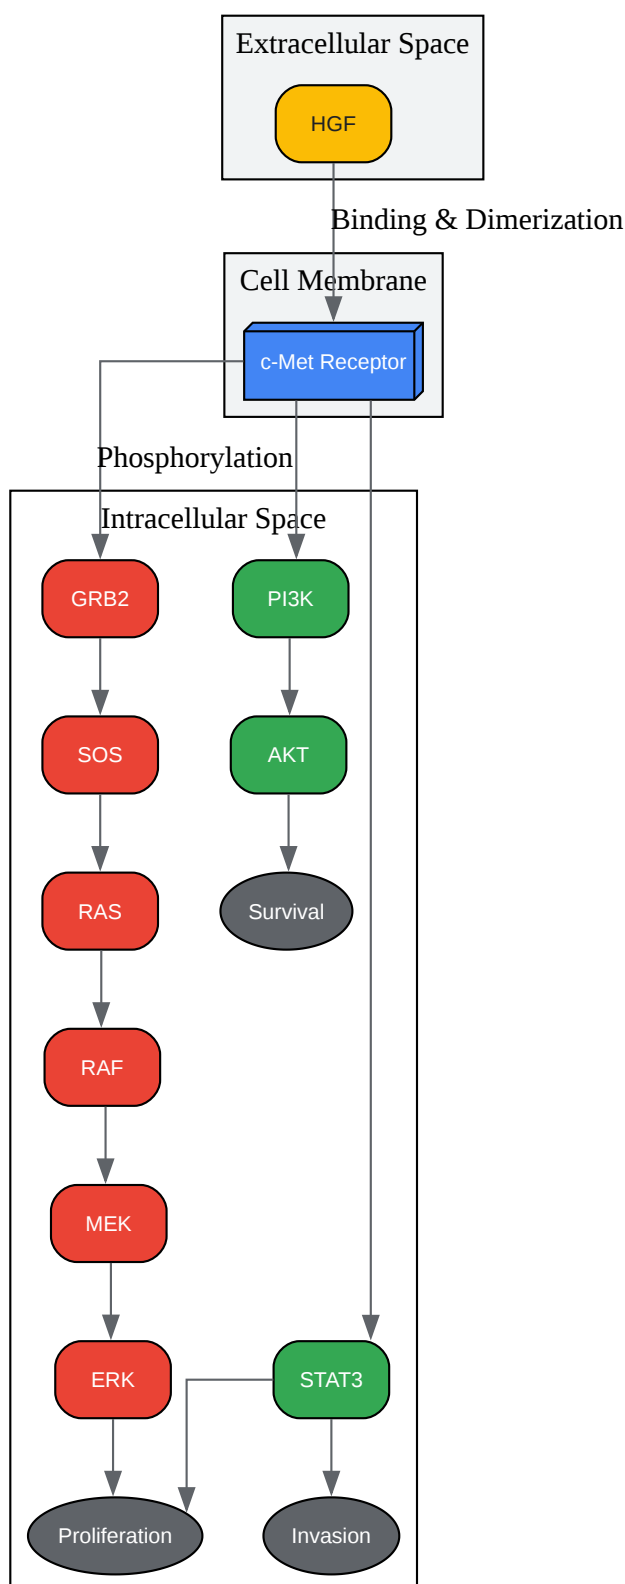 Extracellular Space
HGF
Binding & Dimerization
Cell Membrane
c-Met Receptor
Phosphorylation
Intracellular Space
GRB2
PI3K
SOS
AKT
RAS
Survival
RAF
MEK
ERK
STAT3
Proliferation
Invasion